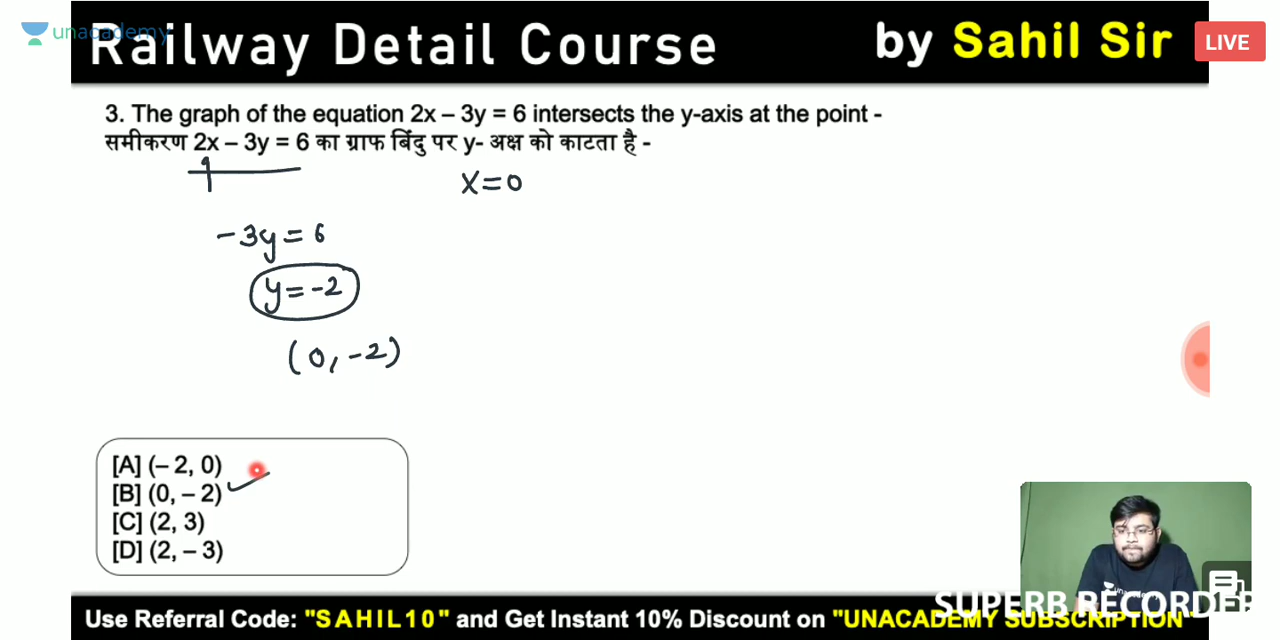 unacademy
Railway Detail Course
by Sahil Sir
LIVE
3. The graph of the equation 2x – 3y = 6 intersects the y-axis at the point -
समीकरण 2x – 3y = 6 का ग्राफ बिंदु पर y- अक्ष को काटता है -
x=0
-3y = 6
y = -2
(0, -2)
[A] (– 2, 0)
[B] (0, – 2)
[C] (2, 3)
[D] (2, – 3)
SUPERB RECORDER
Use Referral Code: "SAHIL10" and Get Instant 10% Discount on "UNACADEMY SUBSCRIPTION"